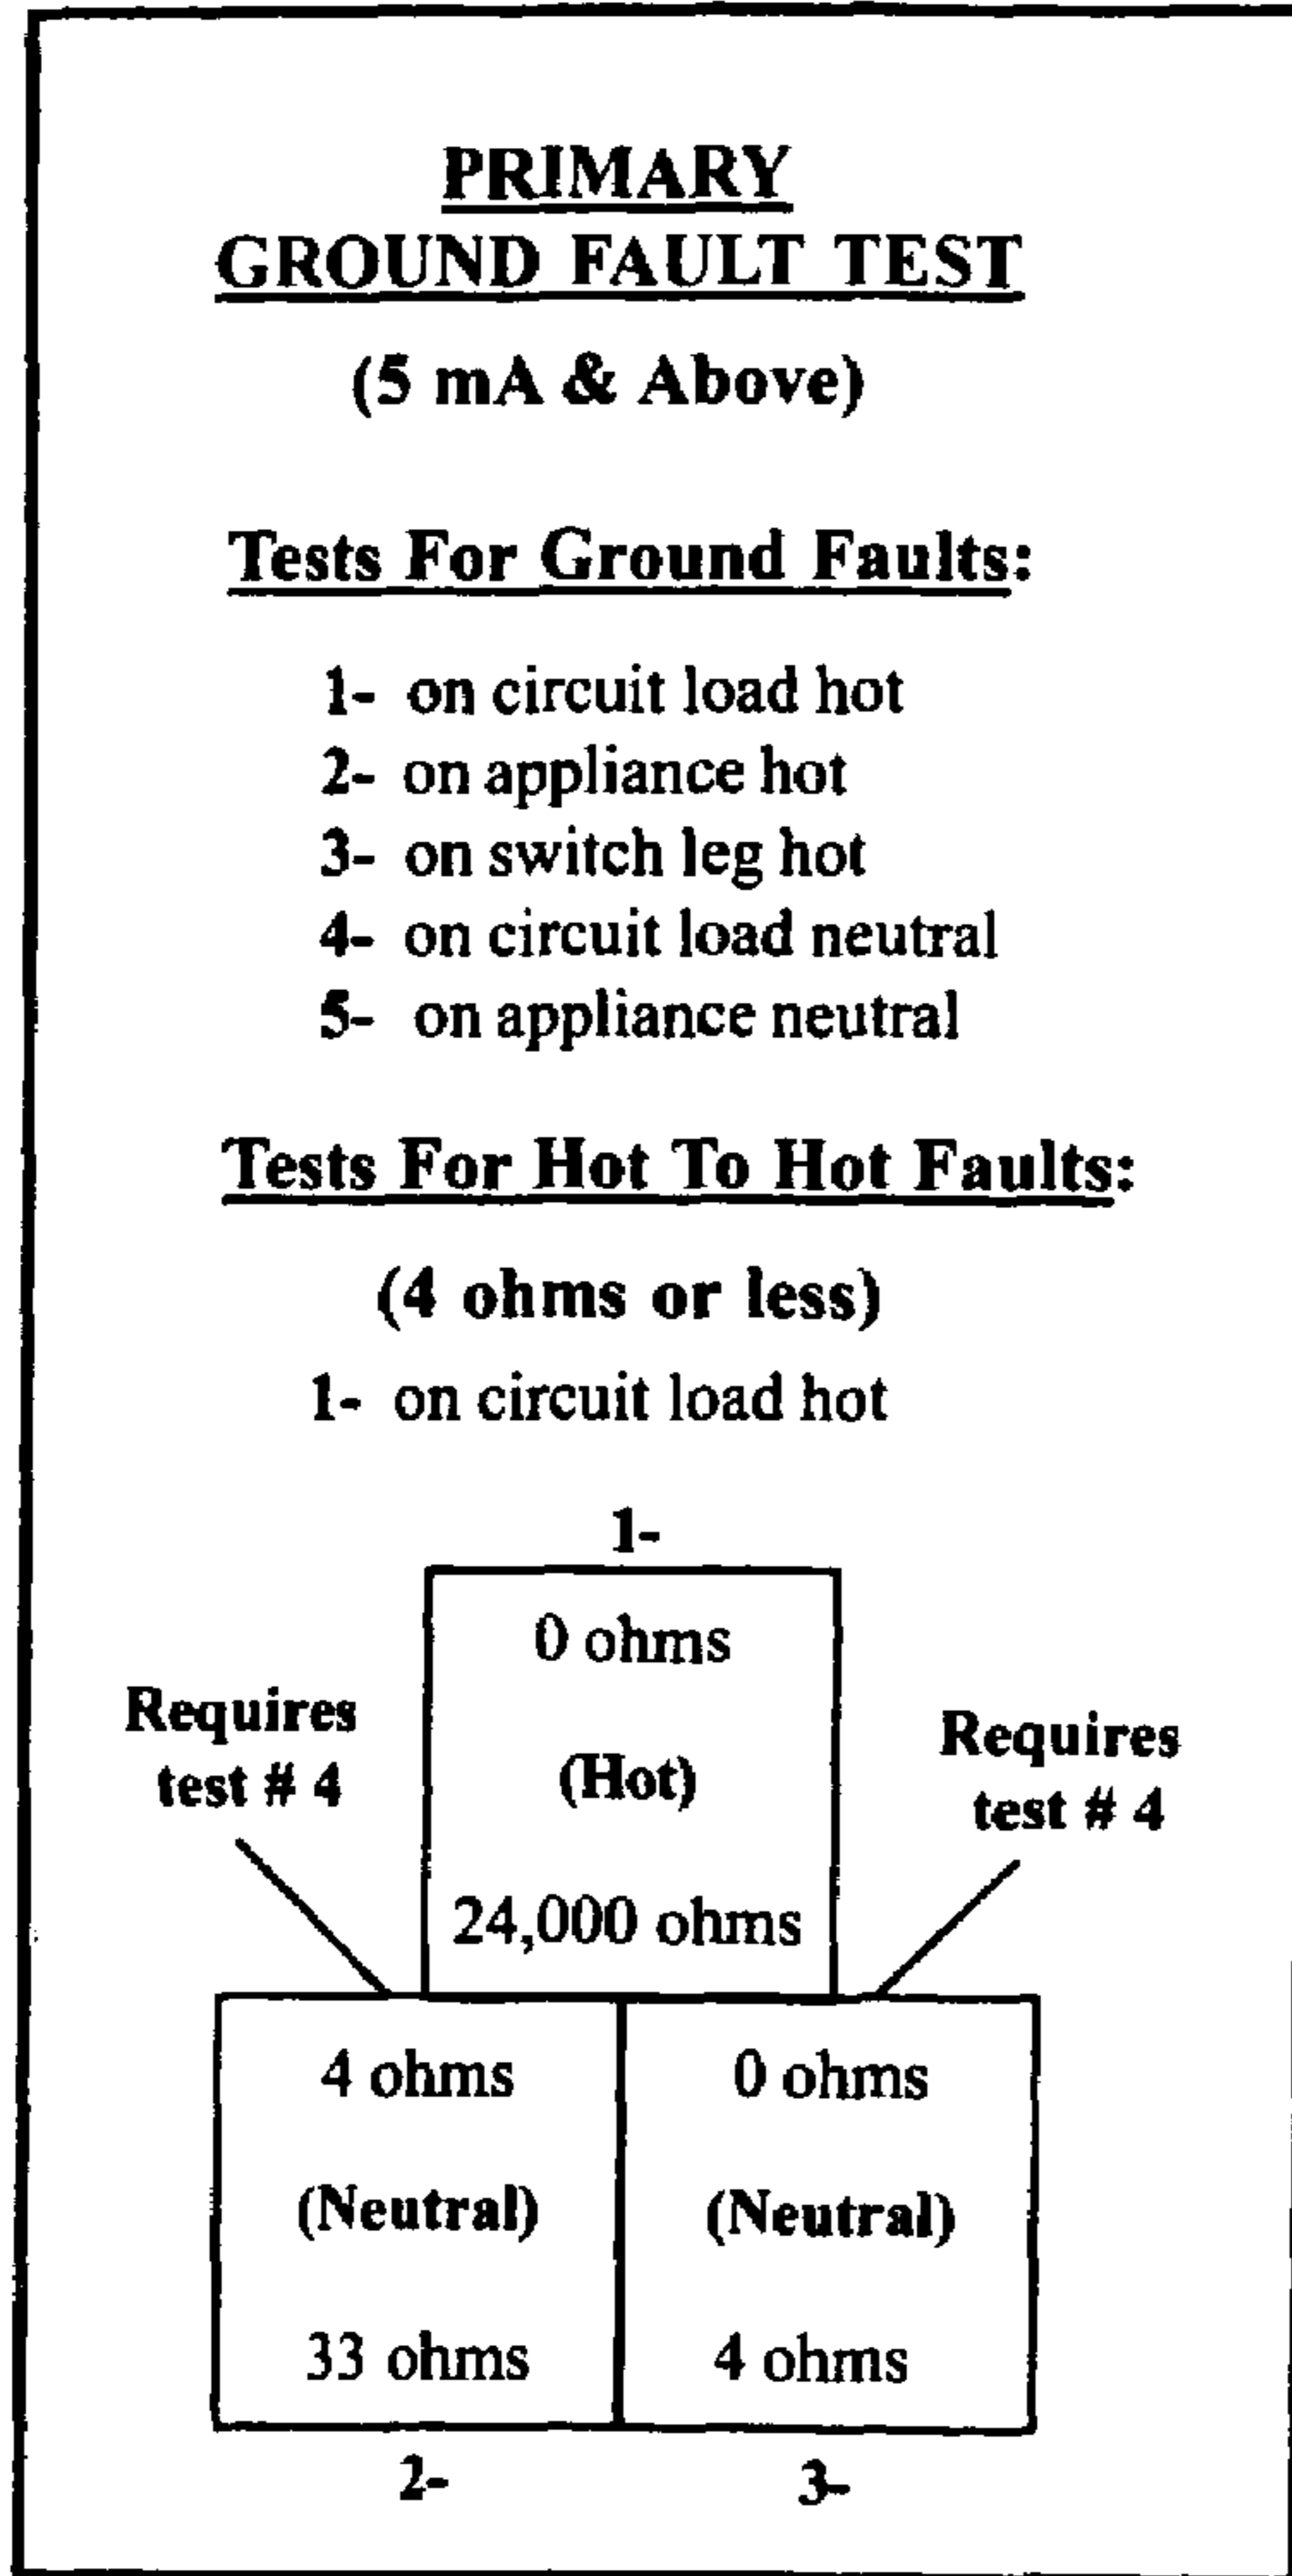 PRIMARY
GROUND FAULT TEST
(5 mA & Above)
Tests For Ground Faults:
1- on circuit load hot
2- on appliance hot
3- on switch leg hot
4- on circuit load neutral
5- on appliance neutral
Tests For Hot To Hot Faults:
(4 ohms or less)
1- on circuit load hot
1-
0 ohms
(Hot)
24,000 ohms
Requires
test # 4
Requires
test # 4
4 ohms
(Neutral)
33 ohms
0 ohms
(Neutral)
4 ohms
2-
3-